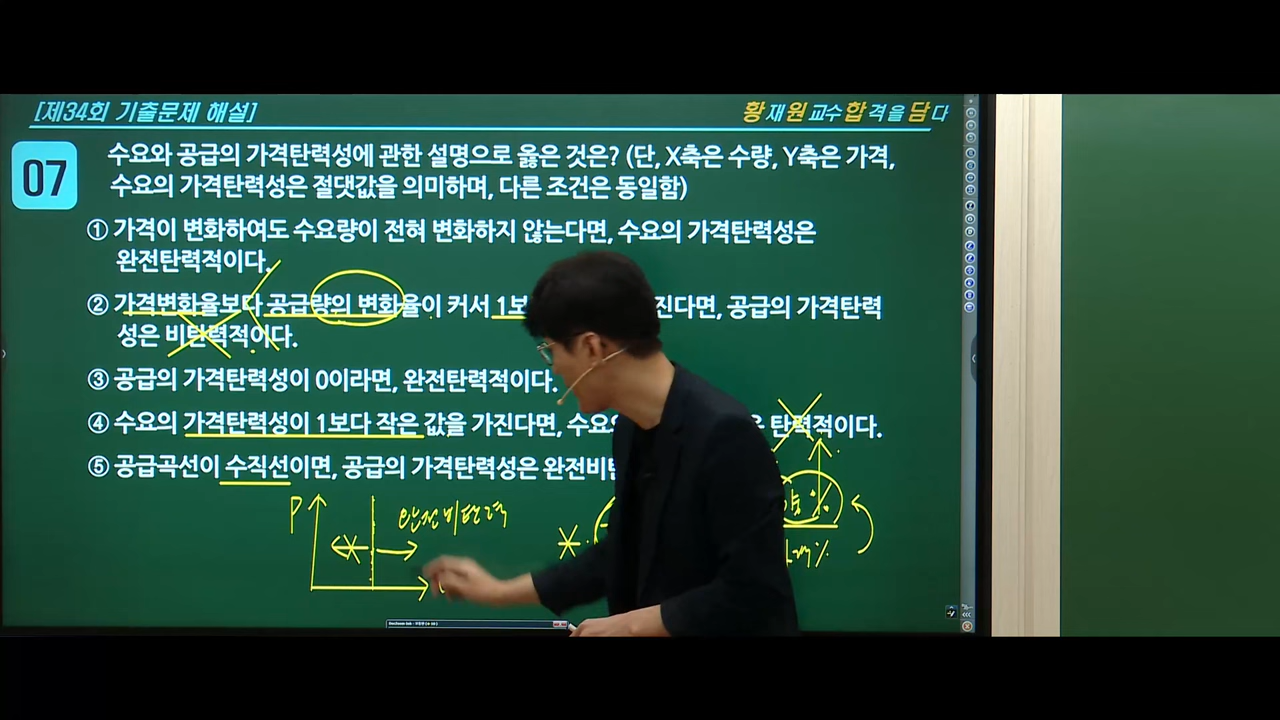 [제34회 기출문제 해설]
황재원 교수 합격을 담다
07
수요와 공급의 가격탄력성에 관한 설명으로 옳은 것은? (단, X축은 수량, Y축은 가격,
수요의 가격탄력성은 절댓값을 의미하며, 다른 조건은 동일함)
① 가격이 변화하여도 수요량이 전혀 변화하지 않는다면, 수요의 가격탄력성은
완전탄력적이다.
② 가격변화율보다 공급량의 변화율이 커서 1보 진다면, 공급의 가격탄력
성은 비탄력적이다.
③ 공급의 가격탄력성이 0이라면, 완전탄력적이다.
④ 수요의 가격탄력성이 1보다 작은 값을 가진다면, 수요 탄력적이다.
⑤ 공급곡선이 수직선이면, 공급의 가격탄력성은 완전비탄
P
완전비탄력
%
%